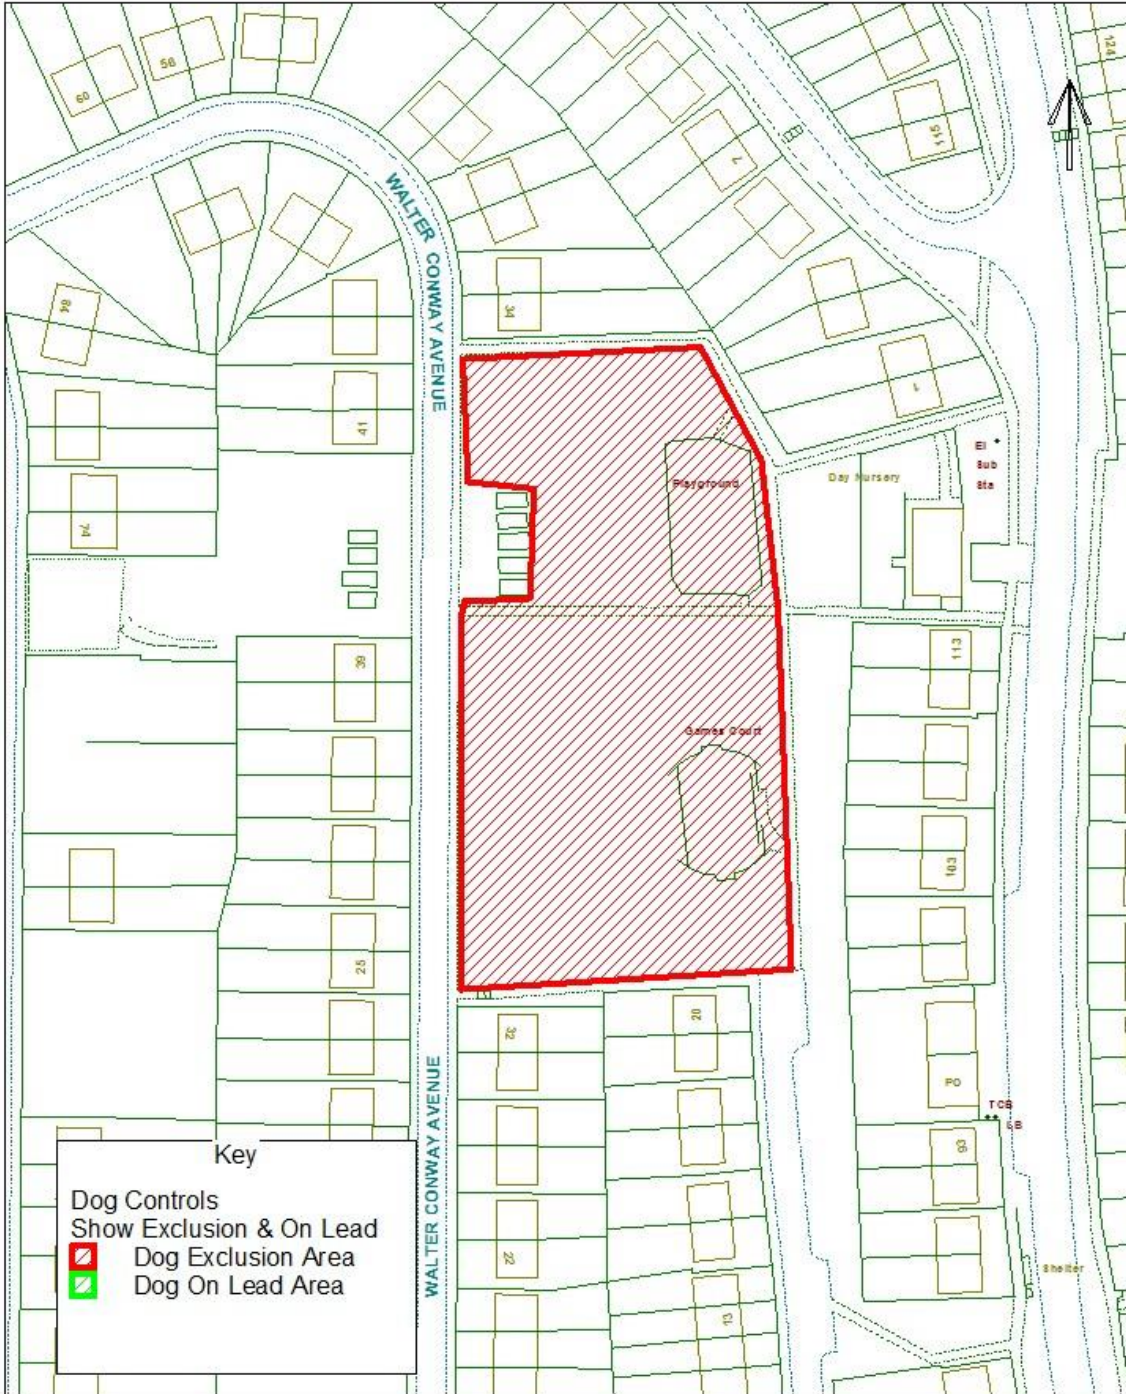 60
56
124
115
7
WALTER CONWAY AVENUE
84
34
1
41
El
Sub
Sta
Playground
Day Nursery
74
39
113
Games Court
103
25
32
20
PO
TCB
LB
93
WALTER CONWAY AVENUE
22
Shelter
13
Key
Dog Controls
Show Exclusion & On Lead
Dog Exclusion Area
Dog On Lead Area